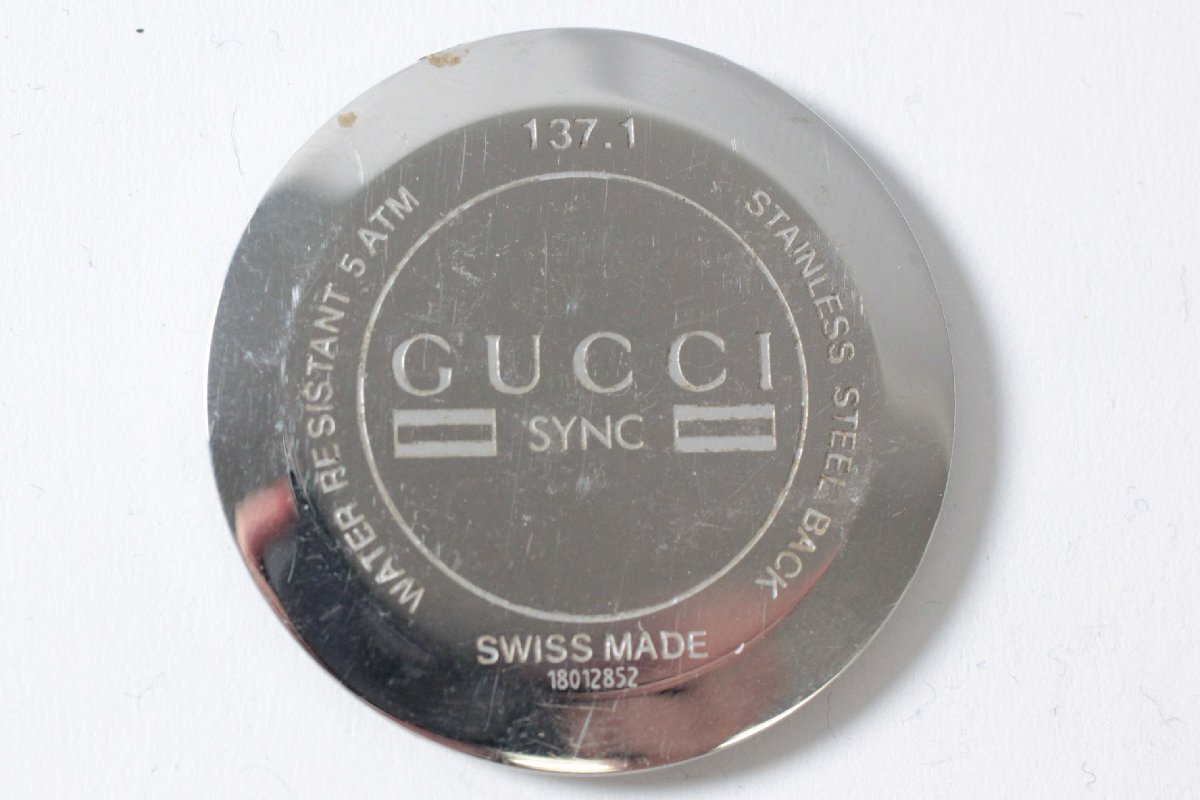 137.1
WATER RESISTANT 5 ATM
STAINLESS STEEL BACK
GUCCI
SYNC
SWISS MADE
18012852